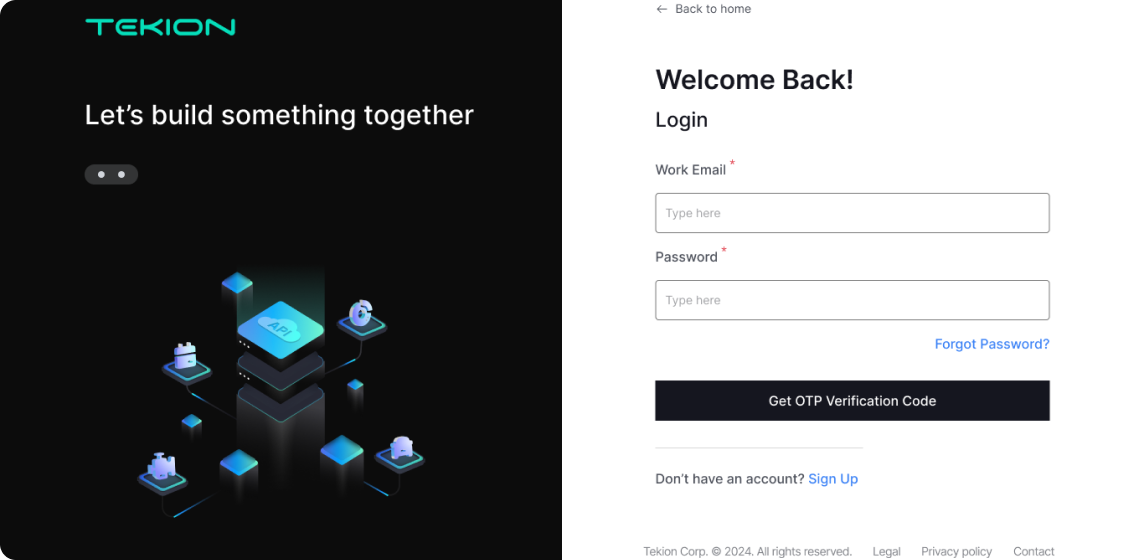 TEKION
Let’s build something together
API
← Back to home
Welcome Back!
Login
Work Email *
Type here
Password *
Type here
Forgot Password?
Get OTP Verification Code
Don't have an account? Sign Up
Tekion Corp. © 2024. All rights reserved. Legal Privacy policy Contact